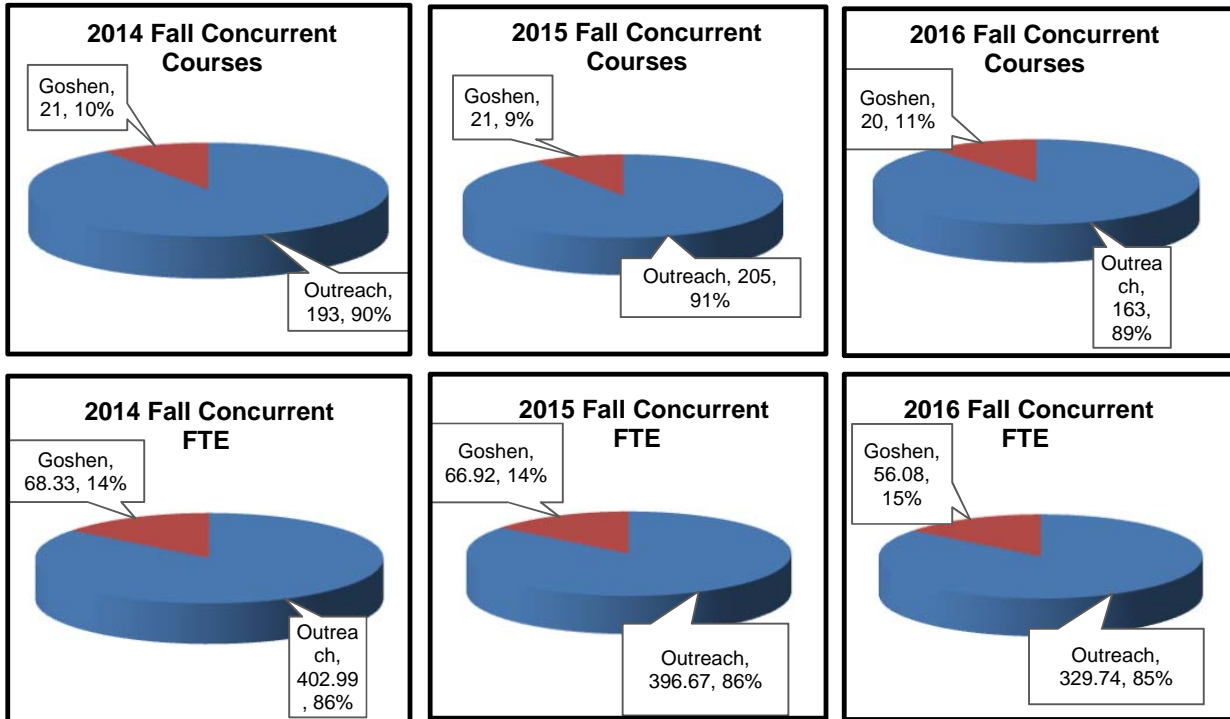 2014 Fall Concurrent
Courses
Goshen,
21, 10%
Outreach,
193, 90%
2015 Fall Concurrent
Courses
Goshen,
21, 9%
Outreach, 205,
91%
2016 Fall Concurrent
Courses
Goshen,
20, 11%
Outrea
ch,
163,
89%
2014 Fall Concurrent
FTE
Goshen,
68.33, 14%
Outrea
ch,
402.99
, 86%
2015 Fall Concurrent
FTE
Goshen,
66.92, 14%
Outreach,
396.67, 86%
2016 Fall Concurrent
FTE
Goshen,
56.08,
15%
Outreach,
329.74, 85%